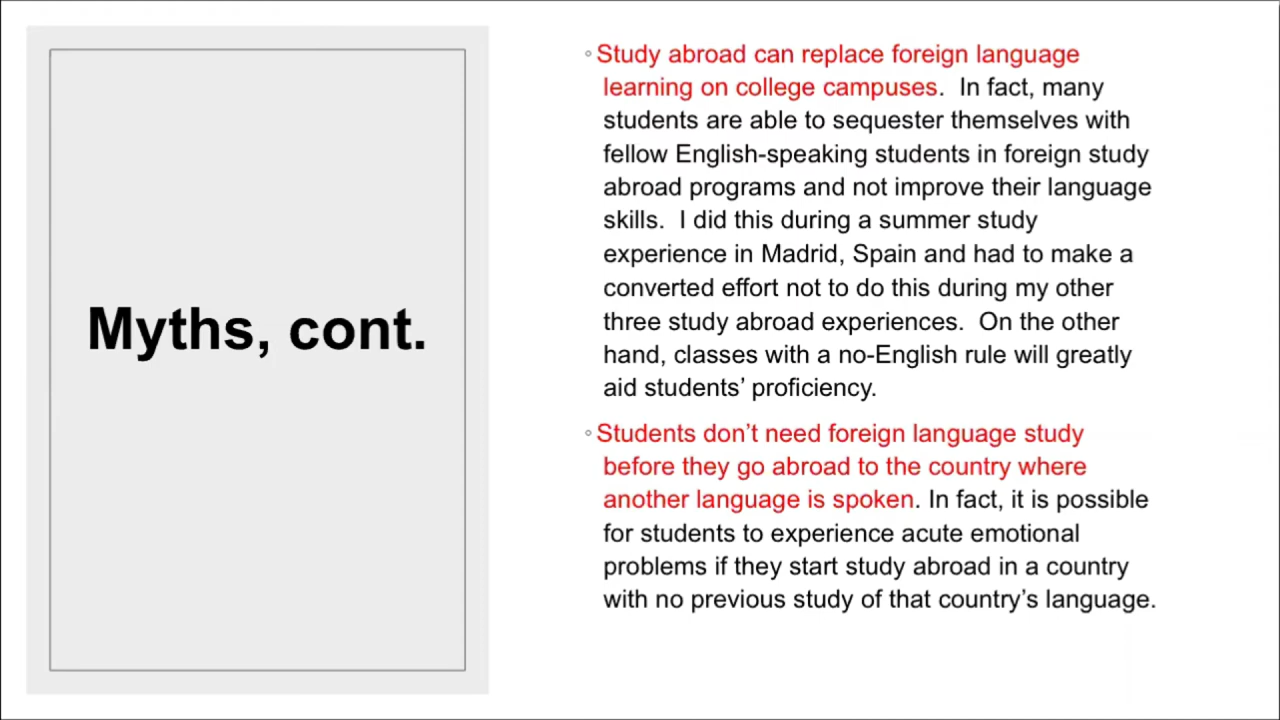 Myths, cont.
◦ Study abroad can replace foreign language
learning on college campuses.  In fact, many
students are able to sequester themselves with
fellow English-speaking students in foreign study
abroad programs and not improve their language
skills.  I did this during a summer study
experience in Madrid, Spain and had to make a
converted effort not to do this during my other
three study abroad experiences.  On the other
hand, classes with a no-English rule will greatly
aid students’ proficiency.
◦ Students don’t need foreign language study
before they go abroad to the country where
another language is spoken. In fact, it is possible
for students to experience acute emotional
problems if they start study abroad in a country
with no previous study of that country’s language.